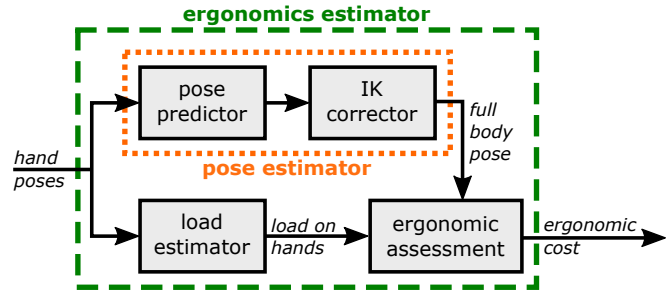 ergonomics estimator
pose
predictor
IK
corrector
full
body
pose
hand
poses
pose estimator
load
estimator
load on
hands
ergonomic
assessment
ergonomic
cost